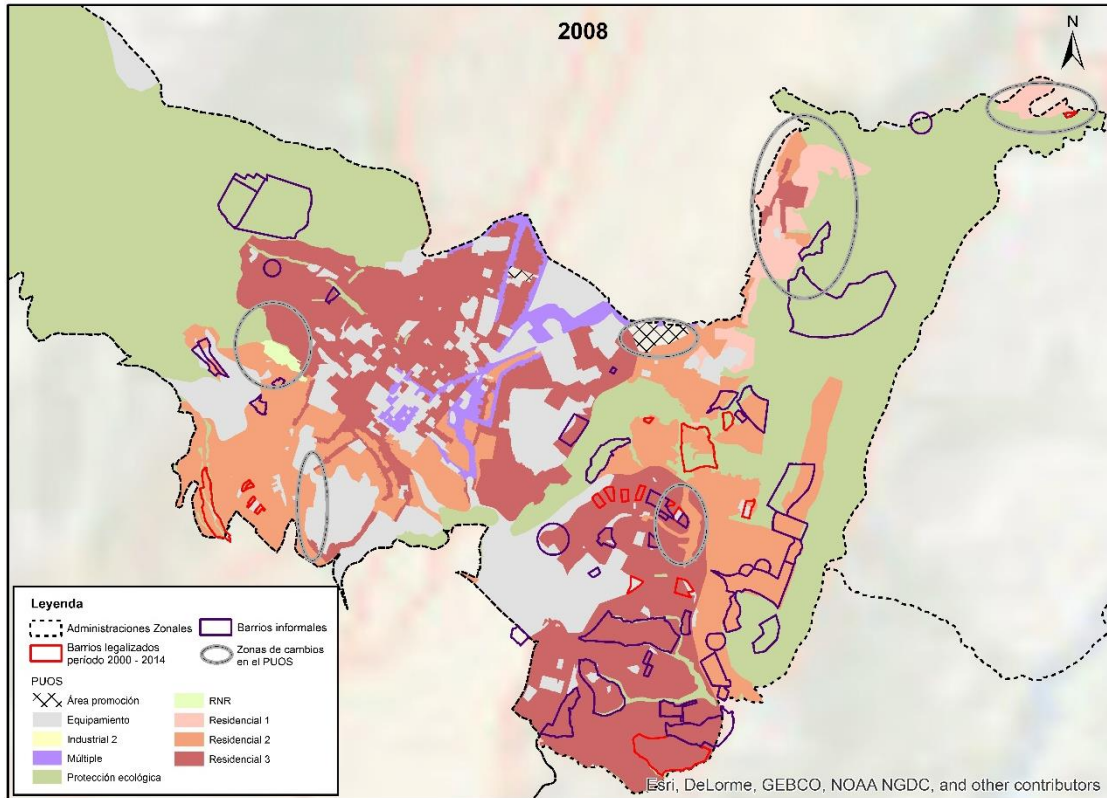 2008
N
Leyenda
Administraciones Zonales
Barrios informales
Barrios legalizados
período 2000 - 2014
Zonas de cambios
en el PUOS
PUOS
Área promoción
RNR
Equipamiento
Residencial 1
Industrial 2
Residencial 2
Múltiple
Residencial 3
Protección ecológica
Esri, DeLorme, GEBCO, NOAA NGDC, and other contributors